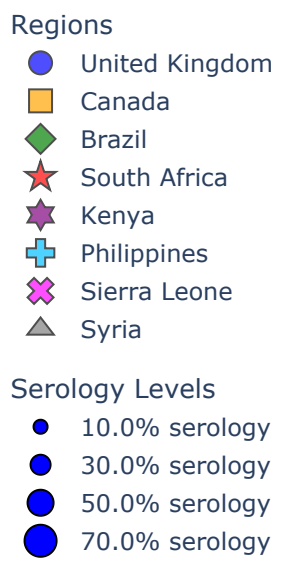 Regions
United Kingdom
Canada
Brazil
South Africa
Kenya
Philippines
Sierra Leone
Syria
Serology Levels
10.0% serology
30.0% serology
50.0% serology
70.0% serology